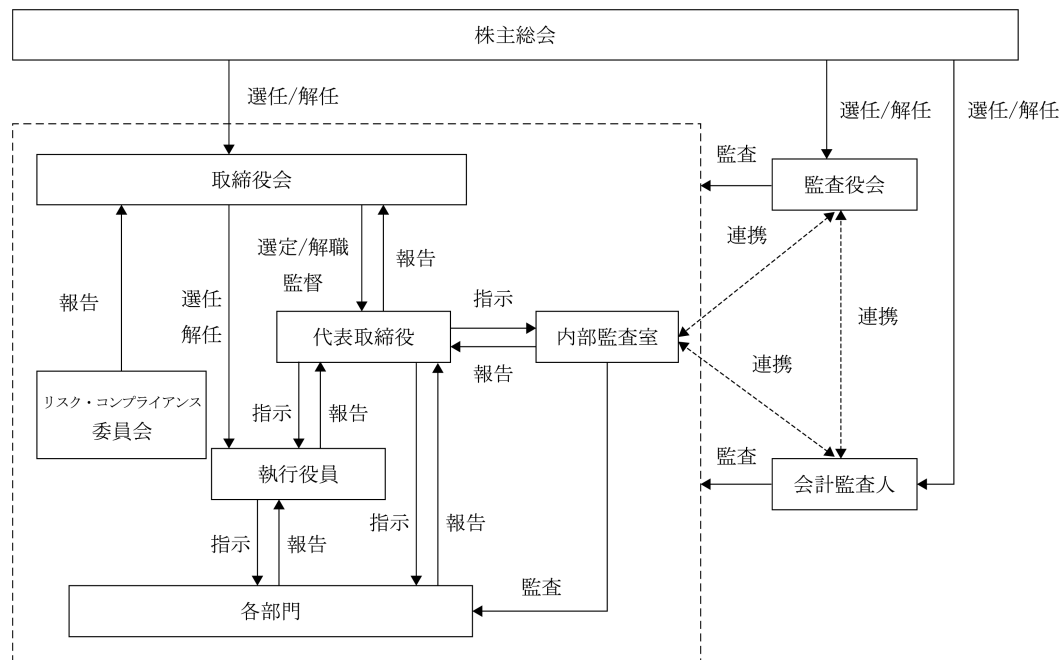 株主総会
選任/解任
選任/解任
選任/解任
取締役会
監査
監査役会
選定/解職
監督
報告
連携
報告
選任
解任
指示
代表取締役
内部監査室
連携
報告
連携
リスク・コンプライアンス
委員会
指示
報告
執行役員
監査
会計監査人
指示
報告
指示
報告
監査
各部門